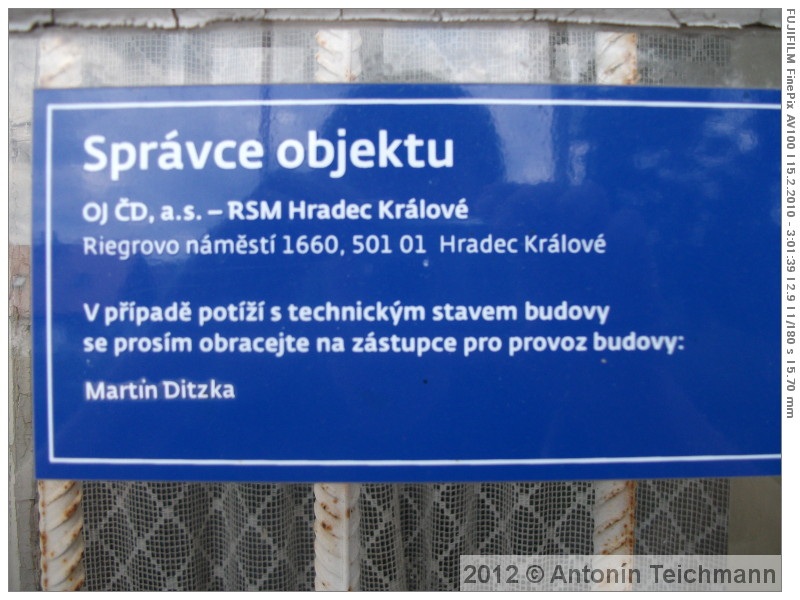 Správce objektu
OJ ČD, a.s. – RSM Hradec Králové
Riegrovo náměstí 1660, 501 01 Hradec Králové
V případě potíží s technickým stavem budovy
se prosím obracejte na zástupce pro provoz budovy:
Martin Ditzka
2012 © Antonín Teichmann
FUJIFILM FinePix AV100 | 15.2.2010 - 3:01:39 | 2.9 | 1/180 s | 5.70 mm